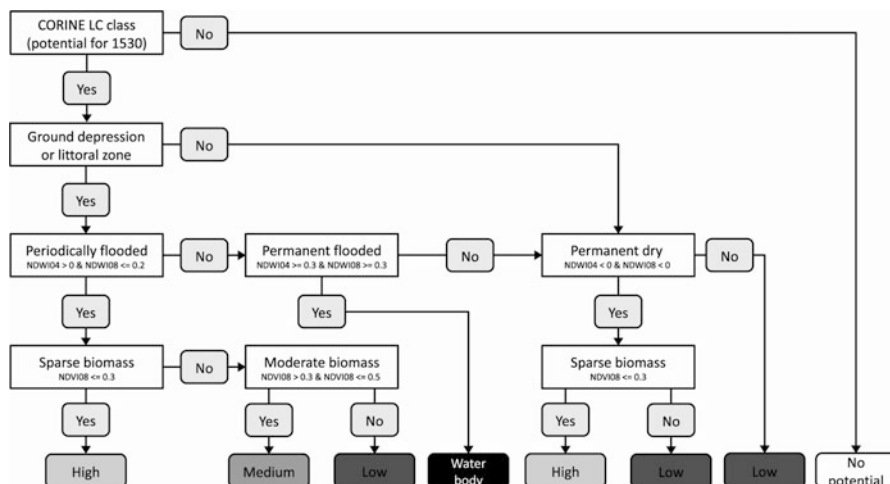 CORINE LC class
(potential for 1530)
No
Yes
Ground depression
or littoral zone
No
Yes
Periodically flooded
NDWI04 > 0 & NDWI08 <= 0.2
No
Permanent flooded
NDWI04 >= 0.3 & NDWI08 >= 0.3
No
Permanent dry
NDWI04 < 0 & NDWI08 < 0
No
Yes
Yes
Yes
Sparse biomass
NDVI08 <= 0.3
No
Moderate biomass
NDVI08 > 0.3 & NDVI08 <= 0.5
Sparse biomass
NDVI08 <= 0.3
Yes
Yes
No
Yes
No
High
Medium
Low
Water
body
High
Low
Low
No
potential